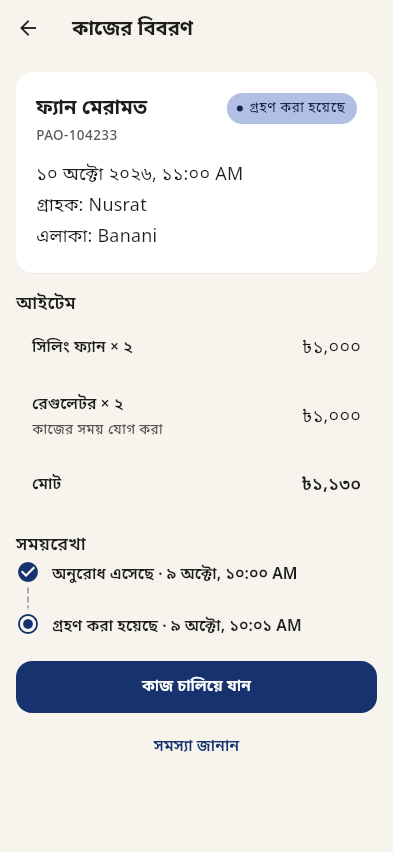 কাজের বিবরণ
ফ্যান মেরামত
গ্রহণ করা হয়েছে
PAO-104233
১০ অক্টো ২০২৬, ১১:০০ AM
গ্রাহক: Nusrat
এলাকা: Banani
আইটেম
সিলিং ফ্যান × ২
৳১,০০০
রেগুলেটর × ২
কাজের সময় যোগ করা
৳১,০০০
মোট
৳১,১৩০
সময়রেখা
অনুরোধ এসেছে · ৯ অক্টো, ১০:০০ AM
গ্রহণ করা হয়েছে · ৯ অক্টো, ১০:০১ AM
কাজ চালিয়ে যান
সমস্যা জানান